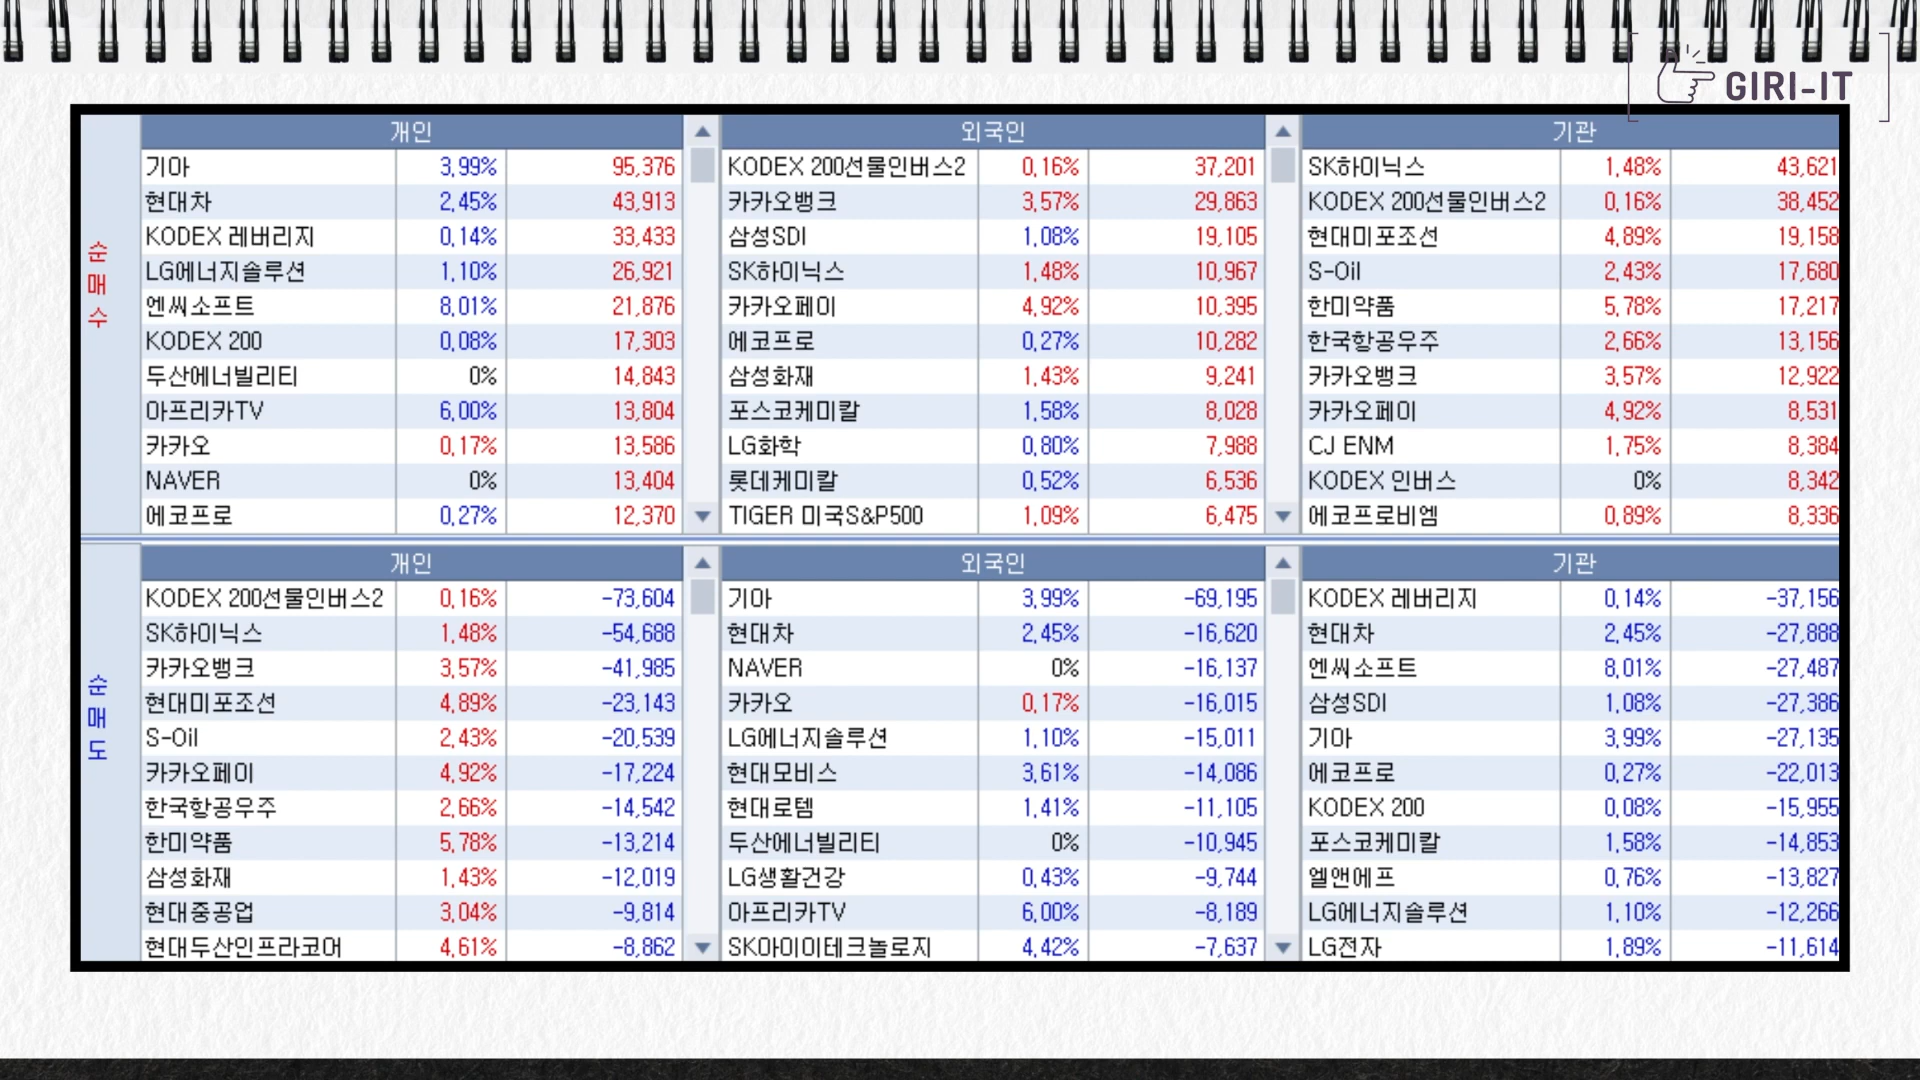 GIRI-IT
개인 외국인 기관
순매수
기아 3,99% 95,376 KODEX 200선물인버스2 0,16% 37,201 SK하이닉스 1,48% 43,621
현대차 2,45% 43,913 카카오뱅크 3,57% 29,863 KODEX 200선물인버스2 0,16% 38,452
KODEX 레버리지 0,14% 33,433 삼성SDI 1,08% 19,105 현대미포조선 4,89% 19,158
LG에너지솔루션 1,10% 26,921 SK하이닉스 1,48% 10,967 S-Oil 2,43% 17,680
엔씨소프트 8,01% 21,876 카카오페이 4,92% 10,395 한미약품 5,78% 17,217
KODEX 200 0,08% 17,303 에코프로 0,27% 10,282 한국항공우주 2,66% 13,156
두산에너빌리티 0% 14,843 삼성화재 1,43% 9,241 카카오뱅크 3,57% 12,922
아프리카TV 6,00% 13,804 포스코케미칼 1,58% 8,028 카카오페이 4,92% 8,531
카카오 0,17% 13,586 LG화학 0,80% 7,988 CJ ENM 1,75% 8,384
NAVER 0% 13,404 롯데케미칼 0,52% 6,536 KODEX 인버스 0% 8,342
에코프로 0,27% 12,370 TIGER 미국S&P500 1,09% 6,475 에코프로비엠 0,89% 8,336
개인 외국인 기관
순매도
KODEX 200선물인버스2 0,16% -73,604 기아 3,99% -69,195 KODEX 레버리지 0,14% -37,156
SK하이닉스 1,48% -54,688 현대차 2,45% -16,620 현대차 2,45% -27,888
카카오뱅크 3,57% -41,985 NAVER 0% -16,137 엔씨소프트 8,01% -27,487
현대미포조선 4,89% -23,143 카카오 0,17% -16,015 삼성SDI 1,08% -27,386
S-Oil 2,43% -20,539 LG에너지솔루션 1,10% -15,011 기아 3,99% -27,135
카카오페이 4,92% -17,224 현대모비스 3,61% -14,086 에코프로 0,27% -22,013
한국항공우주 2,66% -14,542 현대로템 1,41% -11,105 KODEX 200 0,08% -15,955
한미약품 5,78% -13,214 두산에너빌리티 0% -10,945 포스코케미칼 1,58% -14,853
삼성화재 1,43% -12,019 LG생활건강 0,43% -9,744 엘앤에프 0,76% -13,827
현대중공업 3,04% -9,814 아프리카TV 6,00% -8,189 LG에너지솔루션 1,10% -12,266
현대두산인프라코어 4,61% -8,862 SK아이이테크놀로지 4,42% -7,637 LG전자 1,89% -11,614